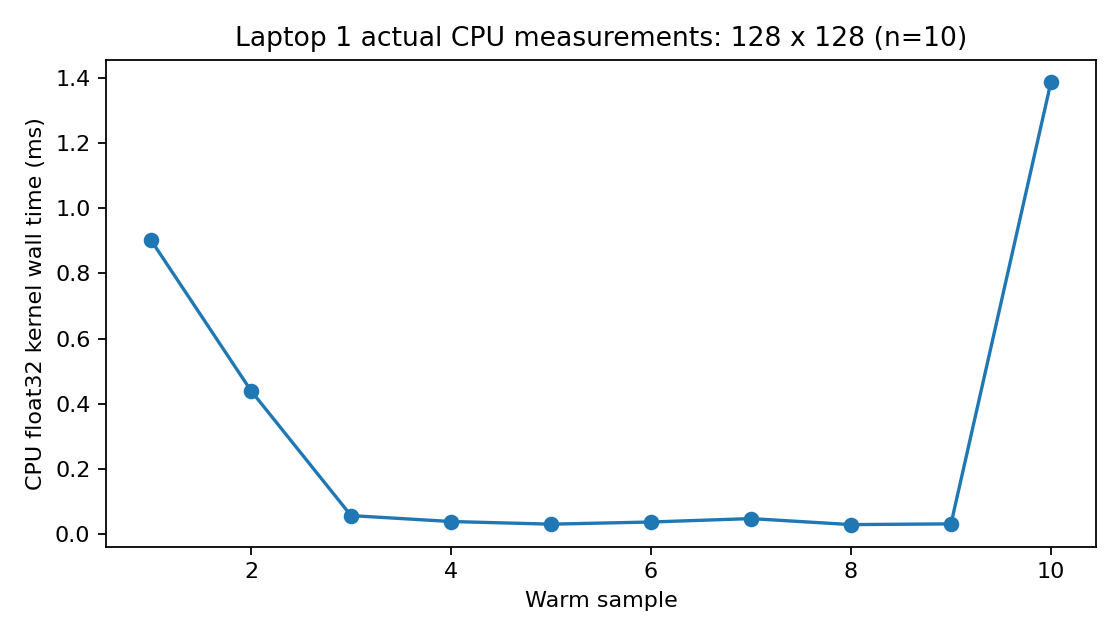 Laptop 1 actual CPU measurements: 128 x 128 (n=10)
CPU float32 kernel wall time (ms)
1.4
1.2
1.0
0.8
0.6
0.4
0.2
0.0
2 4 6 8 10
Warm sample